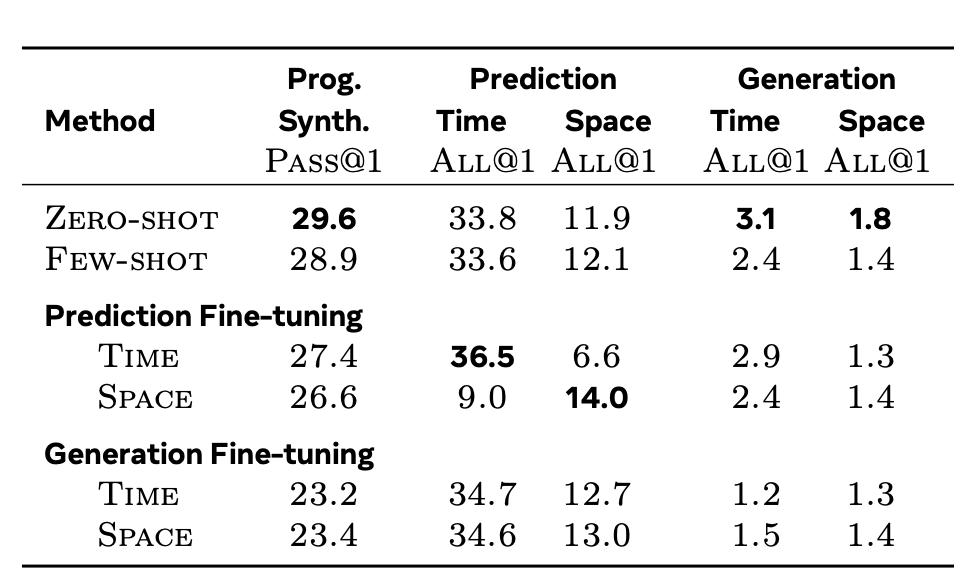 Prog. Prediction Generation
Method Synth. Time Space Time Space
PASS@1 ALL@1 ALL@1 ALL@1 ALL@1
ZERO-SHOT 29.6 33.8 11.9 3.1 1.8
FEW-SHOT 28.9 33.6 12.1 2.4 1.4
Prediction Fine-tuning
TIME 27.4 36.5 6.6 2.9 1.3
SPACE 26.6 9.0 14.0 2.4 1.4
Generation Fine-tuning
TIME 23.2 34.7 12.7 1.2 1.3
SPACE 23.4 34.6 13.0 1.5 1.4